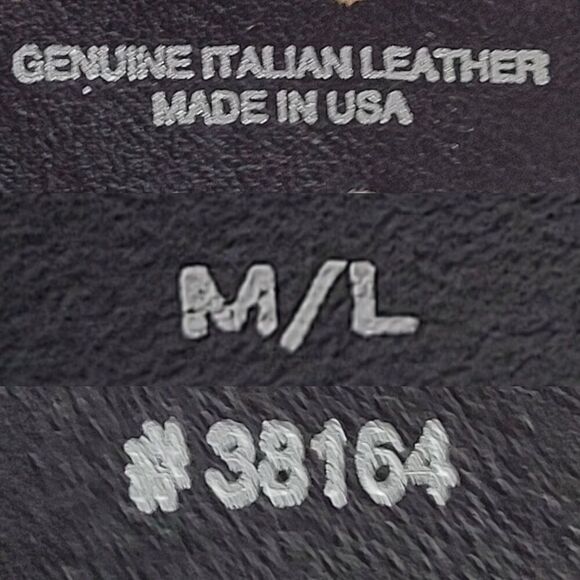 GENUINE ITALIAN LEATHER
MADE IN USA
M/L
#38164